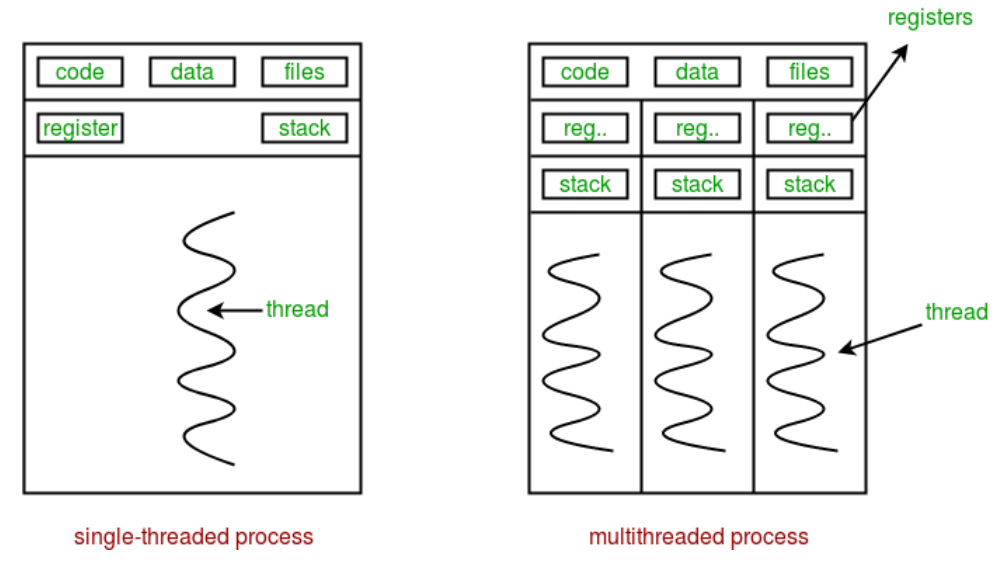 registers
code data files
register stack
thread
single-threaded process
code data files
reg.. reg.. reg..
stack stack stack
thread
multithreaded process